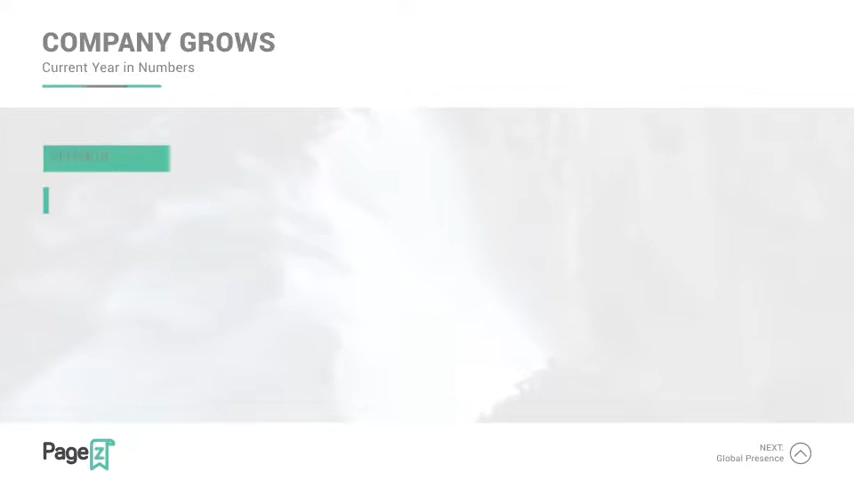 COMPANY GROWS
Current Year in Numbers
Pagez
NEXT:
Global Presence